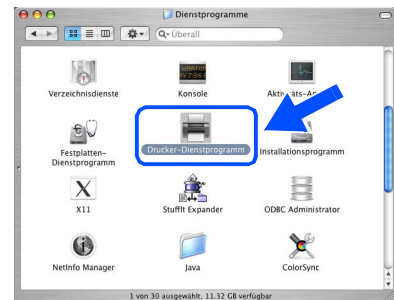 Dienstprogramme
Überall
Verzeichnisdienste
Konsole
Festplatten-
Dienstprogramm
Drucker-Dienstprogramm
Installationsprogramm
X11
StuffIt Expander
ODBC Administrator
NetInfo Manager
Java
ColorSync
1 von 30 ausgewählt, 11.32 GB verfügbar